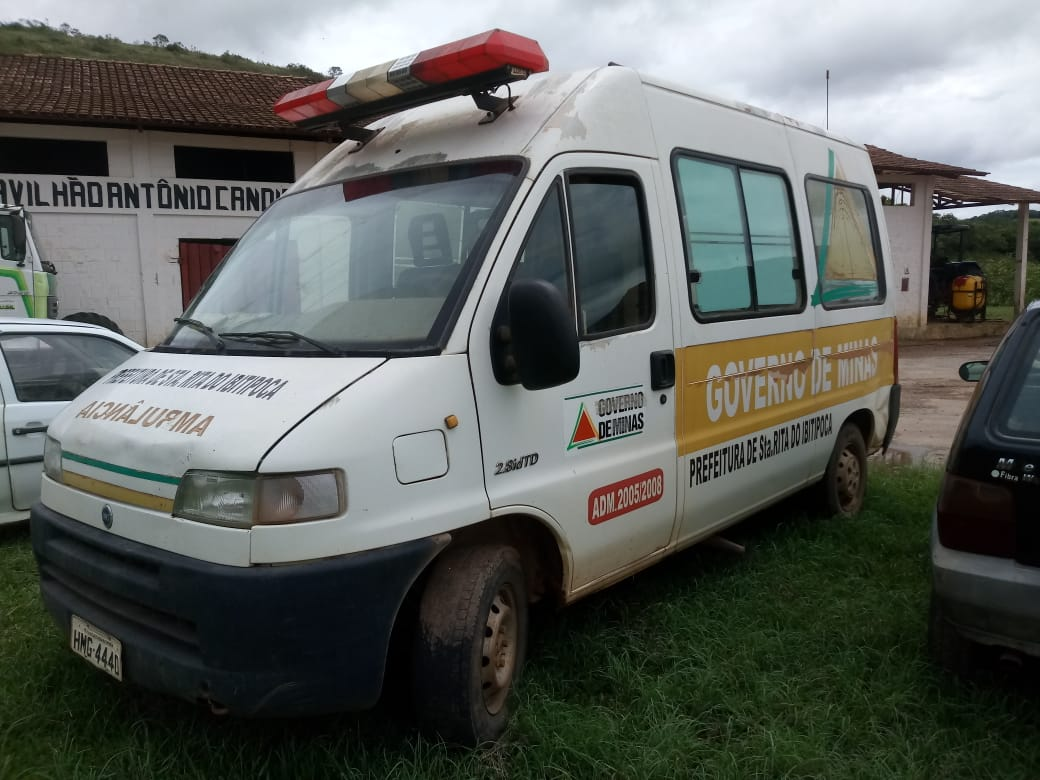 AVILHÃO ANTÔNIO CANDI
PREFEITURA DE STA. RITA DO IBITIPOCA
AMBULÂNCIA
GOVERNO
DE MINAS
2.8idTD
ADM. 2005/2008
GOVERNO DE MINAS
PREFEITURA DE Sta.RITA DO IBITIPOCA
HMG-4440
Fibra